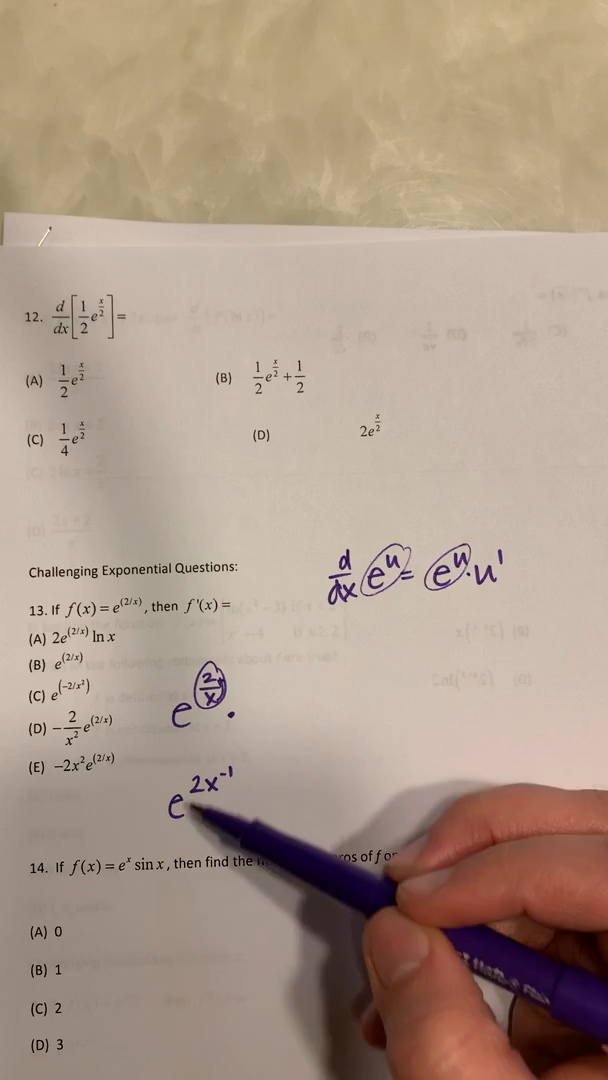 12. d/dx [1/2 e^(x/2)] =
(A) 1/2 e^(x/2) (B) 1/2 e^(x/2) + 1/2
(C) 1/4 e^(x/2) (D) 2e^(x/2)
d/dx e^u = e^u · u'
Challenging Exponential Questions:
13. If f(x) = e^(2/x), then f'(x) =
(A) 2e^(2/x) ln x
(B) e^(2/x)
(C) e^(-2/x²)
(D) -2/x² e^(2/x)
(E) -2x² e^(2/x)
e^(2/x) ·
e^(2x^-1)
14. If f(x) = e^x sin x, then find the of f
(A) 0
(B) 1
(C) 2
(D) 3